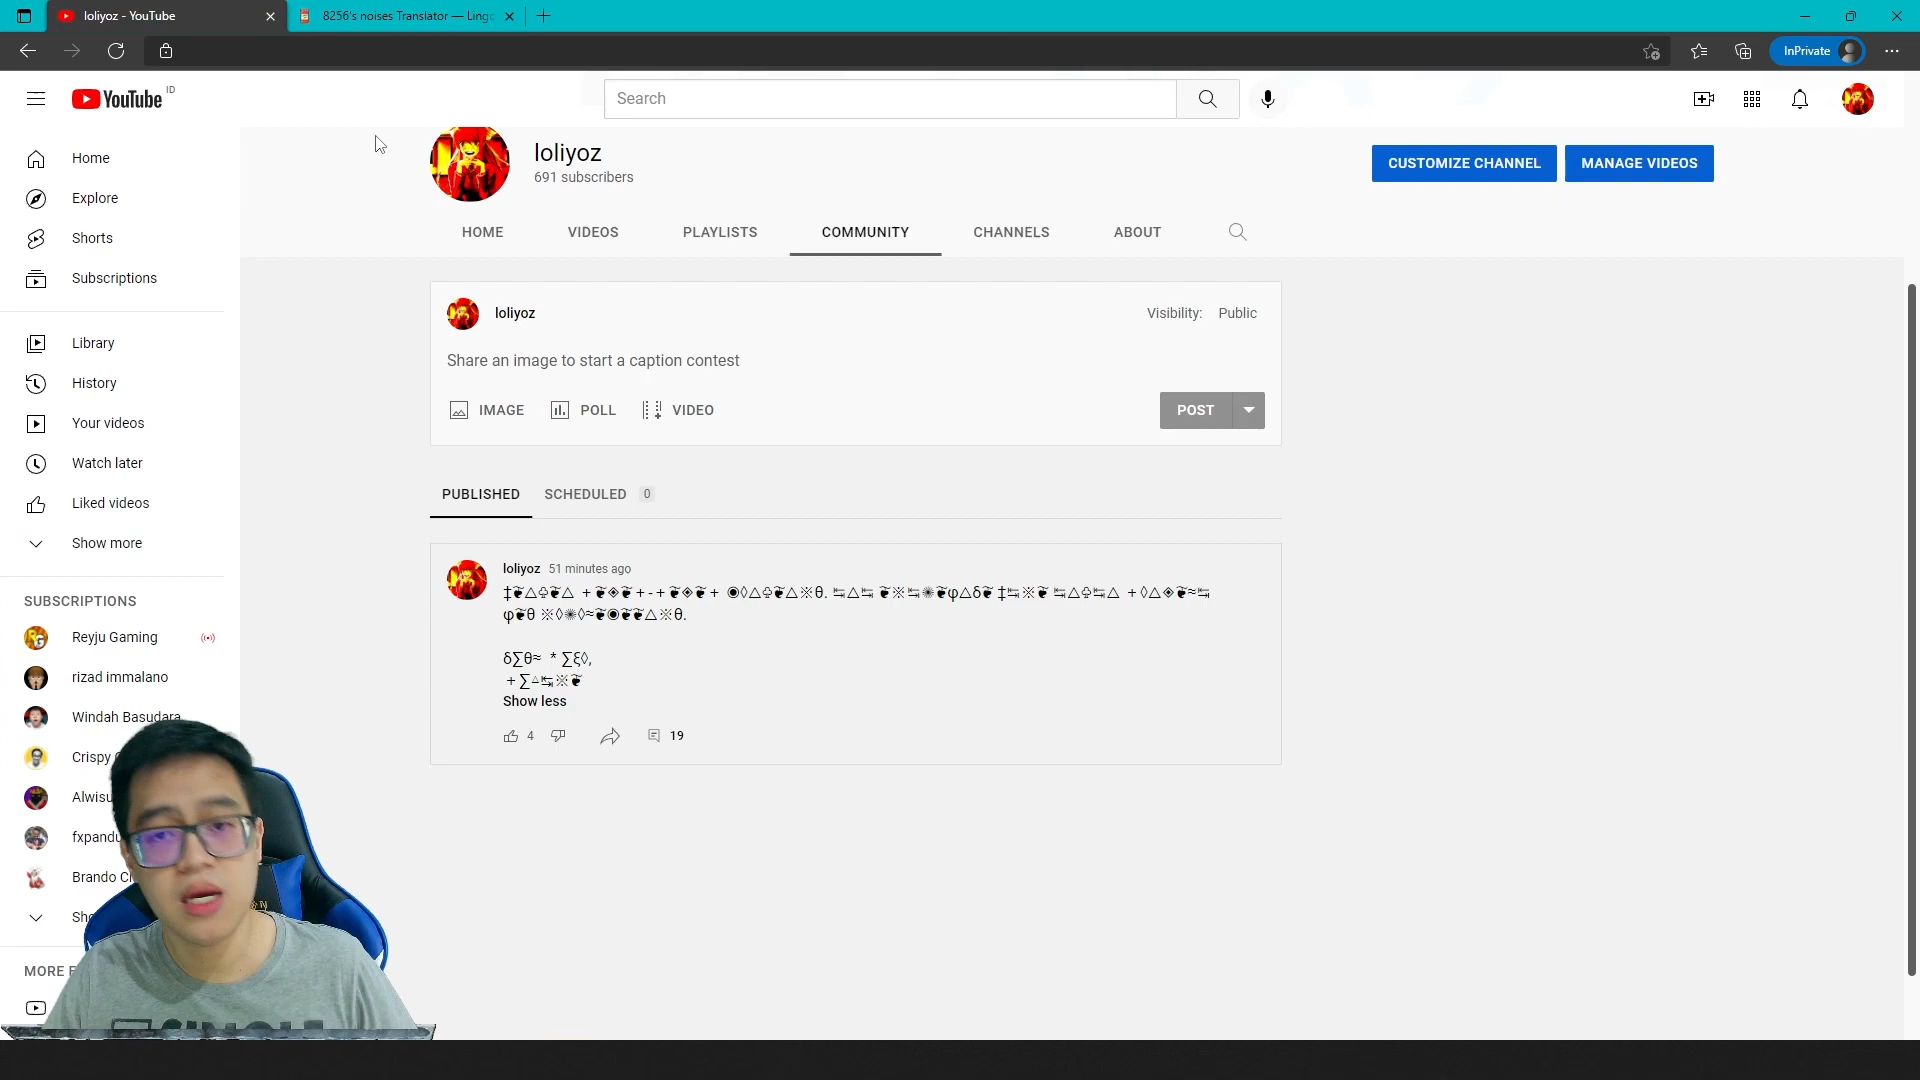 loliyoz - YouTube
8256's noises Translator — Ling
InPrivate
YouTube ID
Search
Home
Explore
Shorts
Subscriptions
Library
History
Your videos
Watch later
Liked videos
Show more
SUBSCRIPTIONS
Reyju Gaming
rizad immalano
Windah Basudara
Crispy
Alwisu
fxpandu
Brando
MORE F
loliyoz
691 subscribers
CUSTOMIZE CHANNEL
MANAGE VIDEOS
HOME
VIDEOS
PLAYLISTS
COMMUNITY
CHANNELS
ABOUT
loliyoz
Visibility: Public
Share an image to start a caption contest
IMAGE
POLL
VIDEO
POST
PUBLISHED
SCHEDULED 0
loliyoz 51 minutes ago
δ∑θ≈ * ∑ξ◊,
Show less
4
19